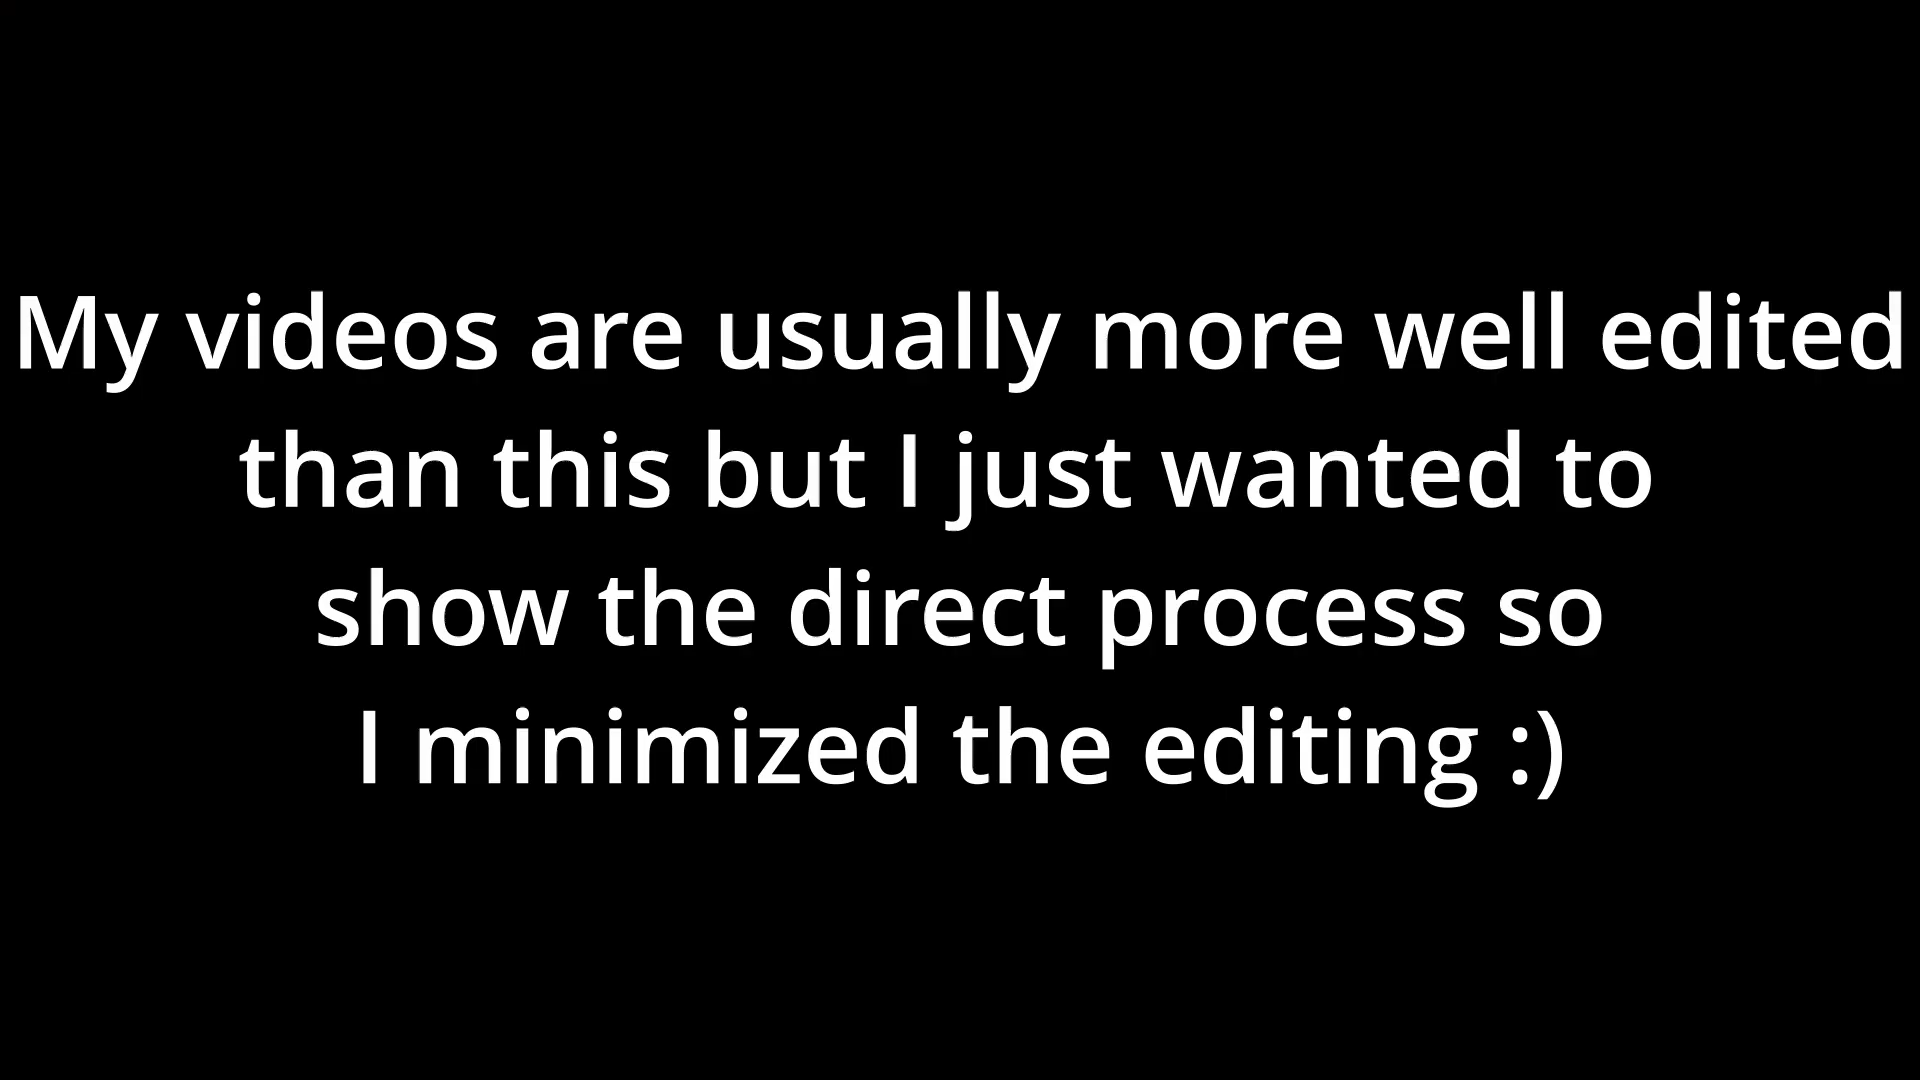 My videos are usually more well edited
than this but I just wanted to
show the direct process so
I minimized the editing :)